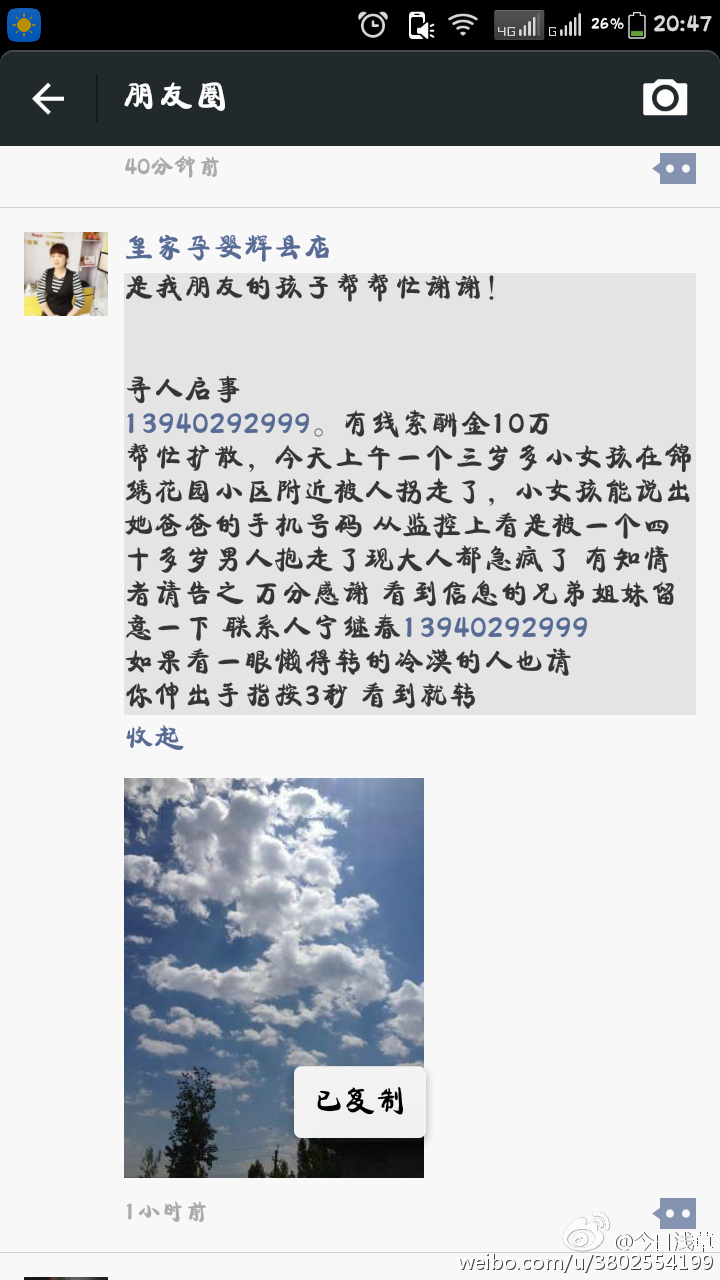 4G
G
26%
20:47
朋友圈
40分钟前
皇家孕婴辉县店
是我朋友的孩子帮帮忙谢谢！
寻人启事
13940292999。有线索酬金10万
帮忙扩散，今天上午一个三岁多小女孩在锦
绣花园小区附近被人拐走了，小女孩能说出
她爸爸的手机号码 从监控上看是被一个四
十多岁男人抱走了现大人都急疯了 有知情
者请告之 万分感谢 看到信息的兄弟姐妹留
意一下 联系人宁继春13940292999
如果看一眼懒得转的冷漠的人也请
你伸出手指按3秒 看到就转
收起
已复制
1小时前
@今日浅草
weibo.com/u/3802554199